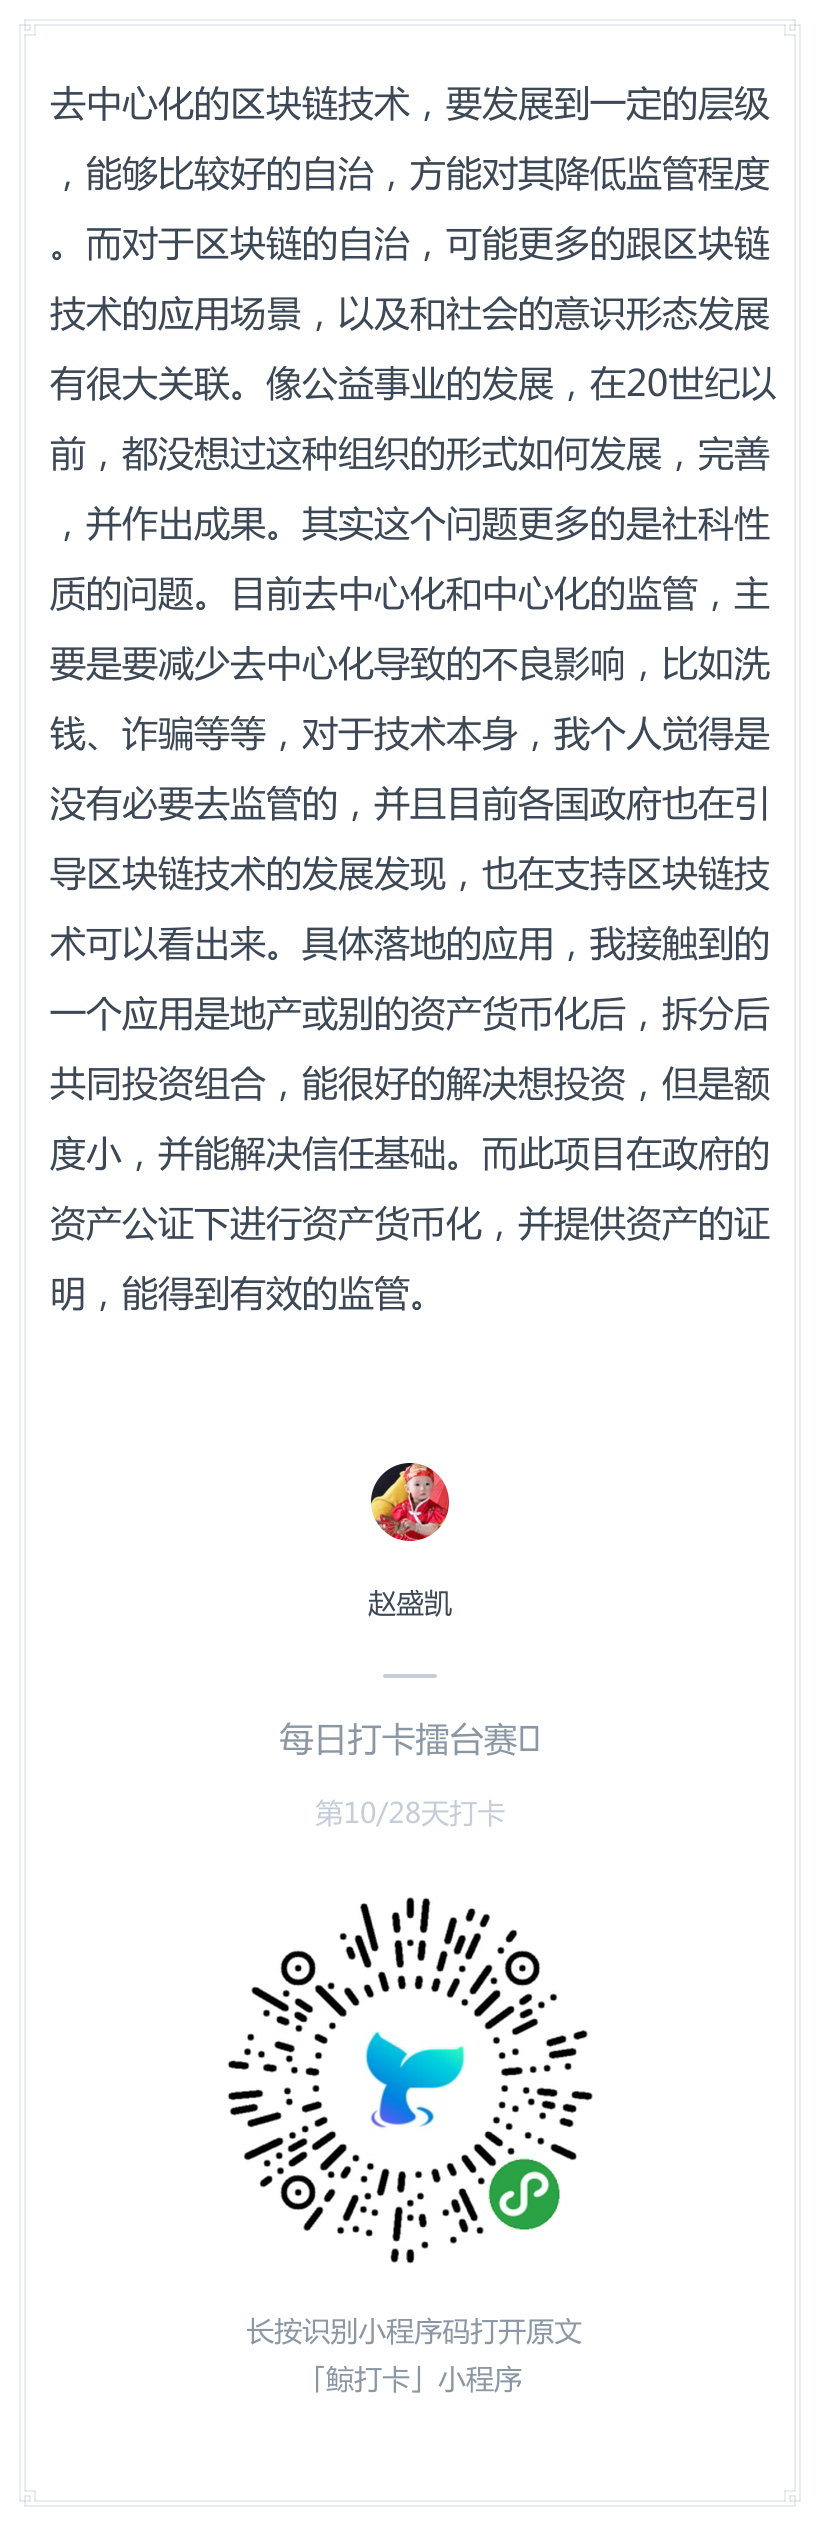 去中心化的区块链技术，要发展到一定的层级
，能够比较好的自治，方能对其降低监管程度
。而对于区块链的自治，可能更多的跟区块链
技术的应用场景，以及和社会的意识形态发展
有很大关联。像公益事业的发展，在20世纪以
前，都没想过这种组织的形式如何发展，完善
，并作出成果。其实这个问题更多的是社科性
质的问题。目前去中心化和中心化的监管，主
要是要减少去中心化导致的不良影响，比如洗
钱、诈骗等等，对于技术本身，我个人觉得是
没有必要去监管的，并且目前各国政府也在引
导区块链技术的发展发现，也在支持区块链技
术可以看出来。具体落地的应用，我接触到的
一个应用是地产或别的资产货币化后，拆分后
共同投资组合，能很好的解决想投资，但是额
度小，并能解决信任基础。而此项目在政府的
资产公证下进行资产货币化，并提供资产的证
明，能得到有效的监管。
赵盛凯
每日打卡擂台赛
第10/28天打卡
长按识别小程序码打开原文
「鲸打卡」小程序